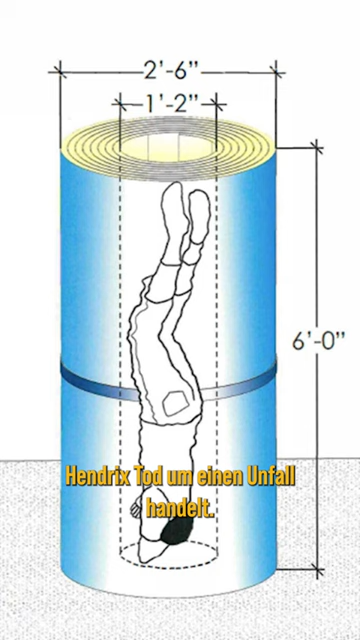 2'-6"
1'-2"
6'-0"
Hendrix Tod um einen Unfall
handelt.